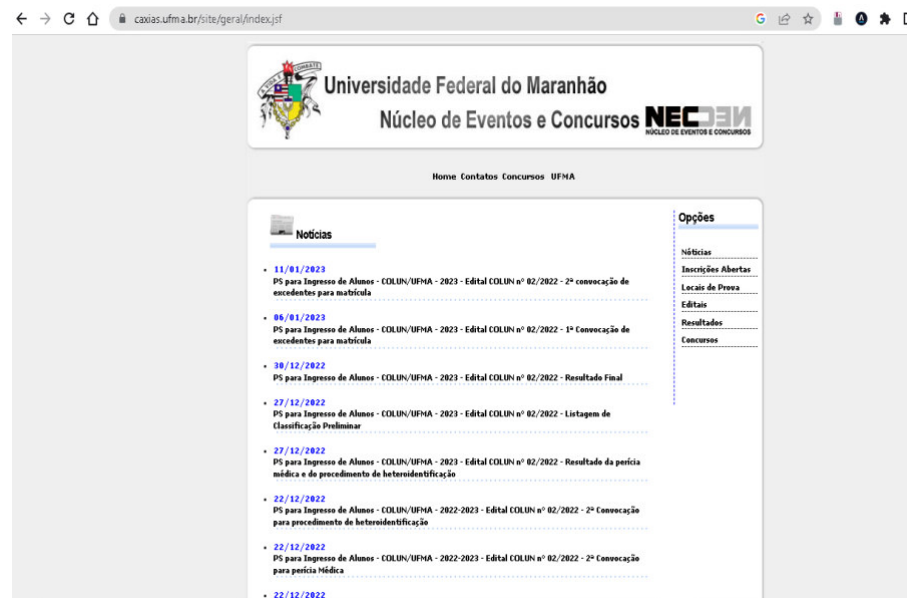 caxias.ufma.br/site/geral/index.jsf
Universidade Federal do Maranhão
Núcleo de Eventos e Concursos
NEC
NÚCLEO DE EVENTOS E CONCURSOS
Home Contatos Concursos UFMA
Notícias
11/01/2023
PS para Ingresso de Alunos - COLUN/UFMA - 2023 - Edital COLUN nº 02/2022 - 2ª convocação de
excedentes para matrícula
06/01/2023
PS para Ingresso de Alunos - COLUN/UFMA - 2023 - Edital COLUN nº 02/2022 - 1ª Convocação de
excedentes para matrícula
30/12/2022
PS para Ingresso de Alunos - COLUN/UFMA - 2023 - Edital COLUN nº 02/2022 - Resultado Final
27/12/2022
PS para Ingresso de Alunos - COLUN/UFMA - 2023 - Edital COLUN nº 02/2022 - Listagem de
Classificação Preliminar
27/12/2022
PS para Ingresso de Alunos - COLUN/UFMA - 2023 - Edital COLUN nº 02/2022 - Resultado da perícia
médica e do procedimento de heteroidentificação
22/12/2022
PS para Ingresso de Alunos - COLUN/UFMA - 2022-2023 - Edital COLUN nº 02/2022 - 2ª Convocação
para procedimento de heteroidentificação
22/12/2022
PS para Ingresso de Alunos - COLUN/UFMA - 2022-2023 - Edital COLUN nº 02/2022 - 2ª Convocação
para perícia Médica
22/12/2022
Opções
Nóticias
Inscrições Abertas
Locais de Prova
Editais
Resultados
Concursos